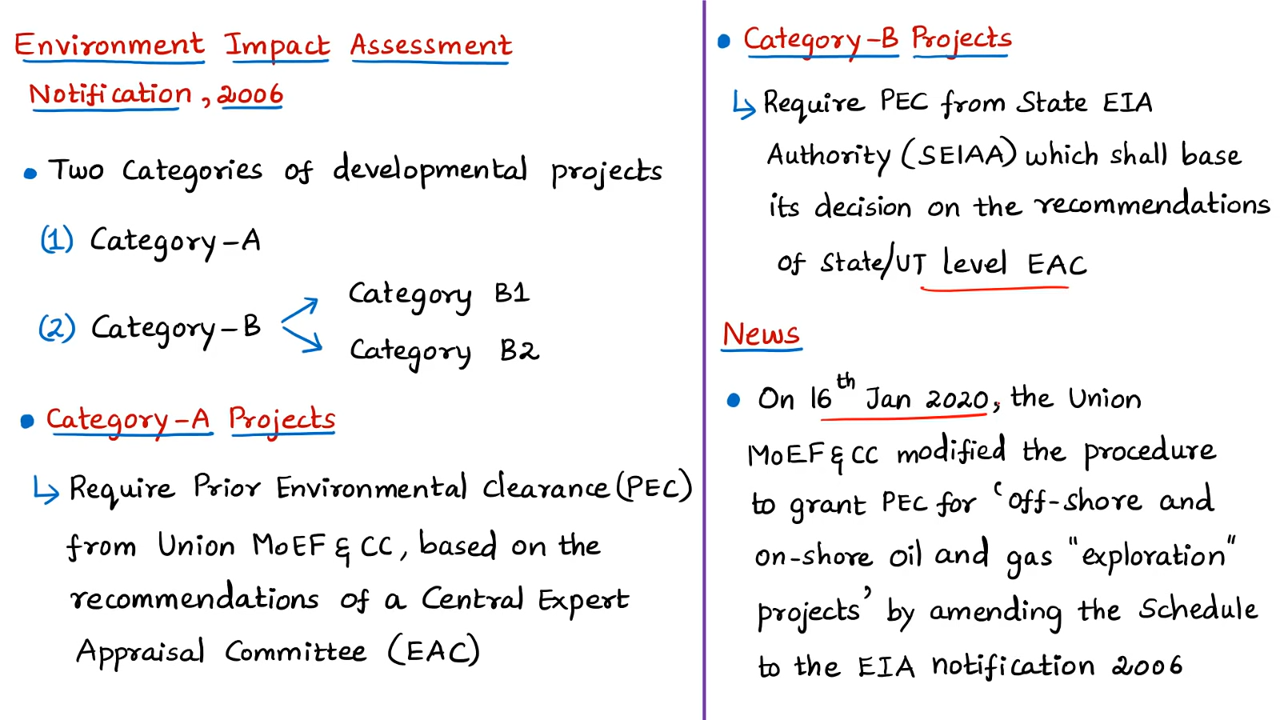 Environment Impact Assessment
Notification, 2006
• Two Categories of developmental projects
(1) Category-A
(2) Category-B
Category B1
Category B2
• Category-A Projects
↳ Require Prior Environmental Clearance (PEC)
from Union MoEF & CC, based on the
recommendations of a Central Expert
Appraisal Committee (EAC)
• Category-B Projects
↳ Require PEC from State EIA
Authority (SEIAA) which shall base
its decision on the recommendations
of State/UT level EAC
News
• On 16th Jan 2020, the Union
MoEF & CC modified the procedure
to grant PEC for ‘off-shore and
on-shore oil and gas "exploration"
projects’ by amending the Schedule
to the EIA notification 2006